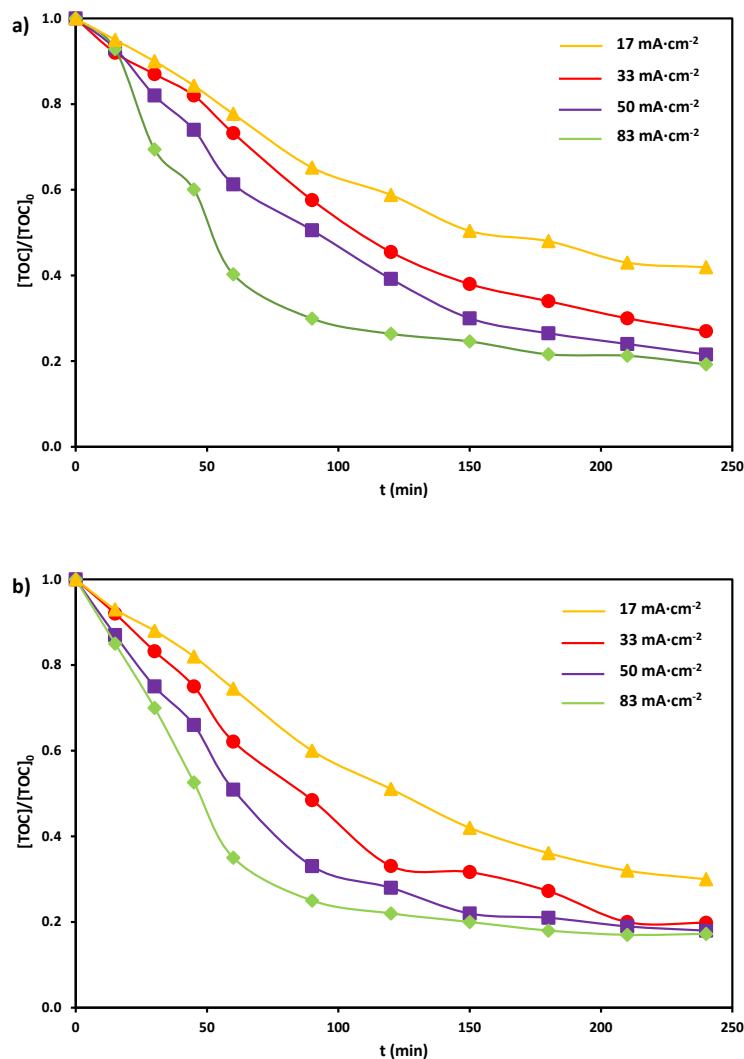 a)
1.0
0.8
0.6
0.4
0.2
0.0
[TOC]/[TOC]₀
17 mA·cm⁻²
33 mA·cm⁻²
50 mA·cm⁻²
83 mA·cm⁻²
0 50 100 150 200 250
t (min)
b)
1.0
0.8
0.6
0.4
0.2
0.0
[TOC]/[TOC]₀
17 mA·cm⁻²
33 mA·cm⁻²
50 mA·cm⁻²
83 mA·cm⁻²
0 50 100 150 200 250
t (min)